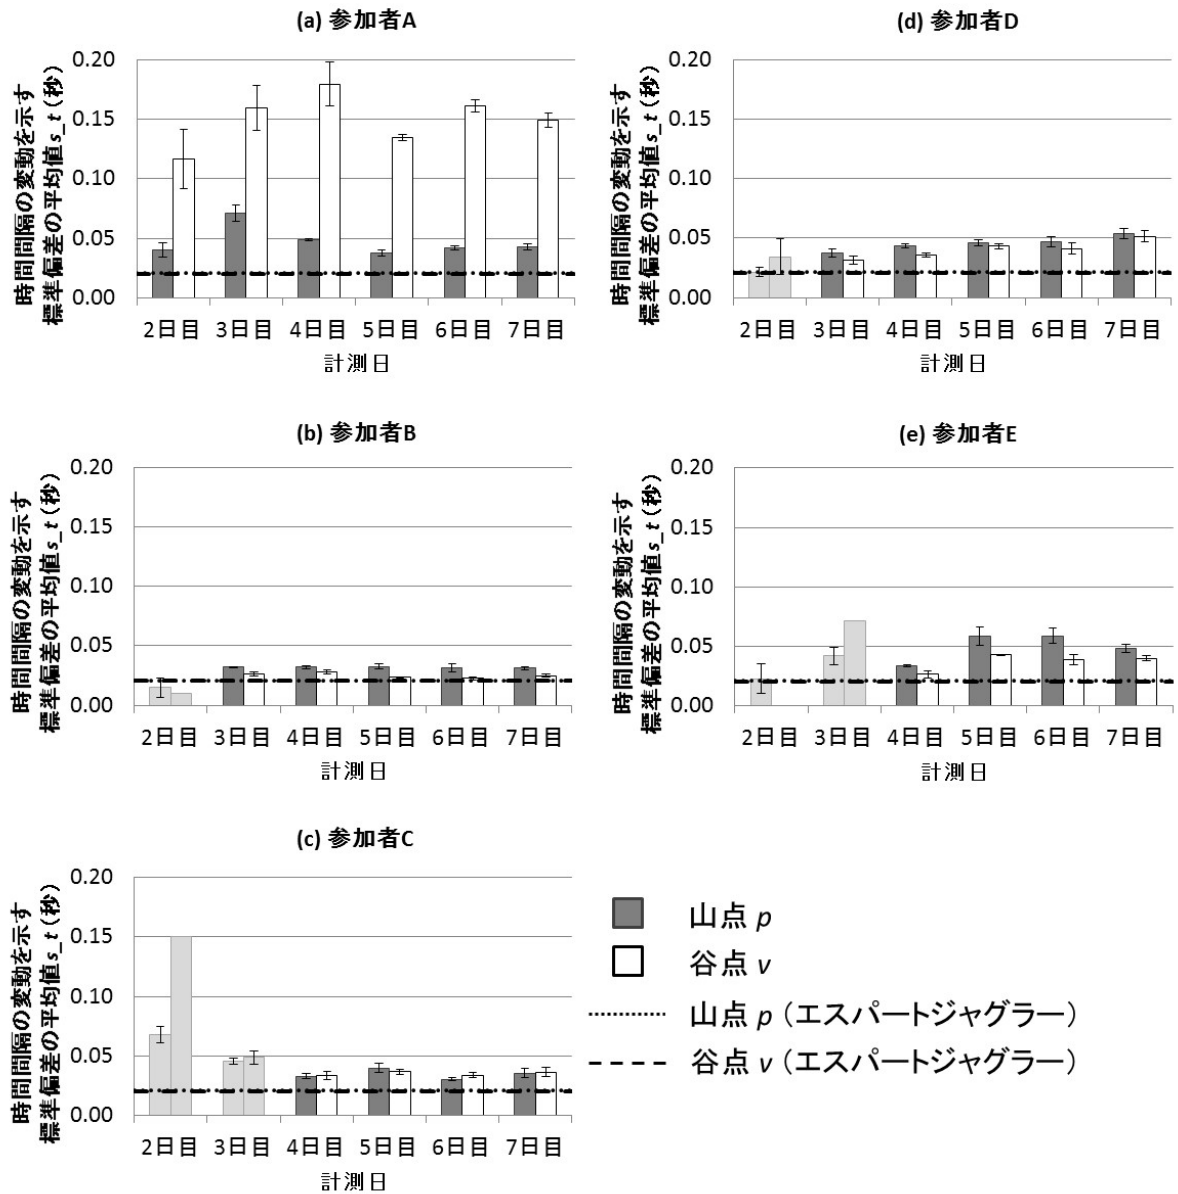 (a) 参加者A
時間間隔の変動を示す
標準偏差の平均値s_t（秒）
0.20
0.15
0.10
0.05
0.00
2日目 3日目 4日目 5日目 6日目 7日目
計測日
(d) 参加者D
時間間隔の変動を示す
標準偏差の平均値s_t（秒）
0.20
0.15
0.10
0.05
0.00
2日目 3日目 4日目 5日目 6日目 7日目
計測日
(b) 参加者B
時間間隔の変動を示す
標準偏差の平均値s_t（秒）
0.20
0.15
0.10
0.05
0.00
2日目 3日目 4日目 5日目 6日目 7日目
計測日
(e) 参加者E
時間間隔の変動を示す
標準偏差の平均値s_t（秒）
0.20
0.15
0.10
0.05
0.00
2日目 3日目 4日目 5日目 6日目 7日目
計測日
(c) 参加者C
時間間隔の変動を示す
標準偏差の平均値s_t（秒）
0.20
0.15
0.10
0.05
0.00
2日目 3日目 4日目 5日目 6日目 7日目
計測日
山点 p
谷点 v
山点 p（エスパートジャグラー）
谷点 v（エスパートジャグラー）